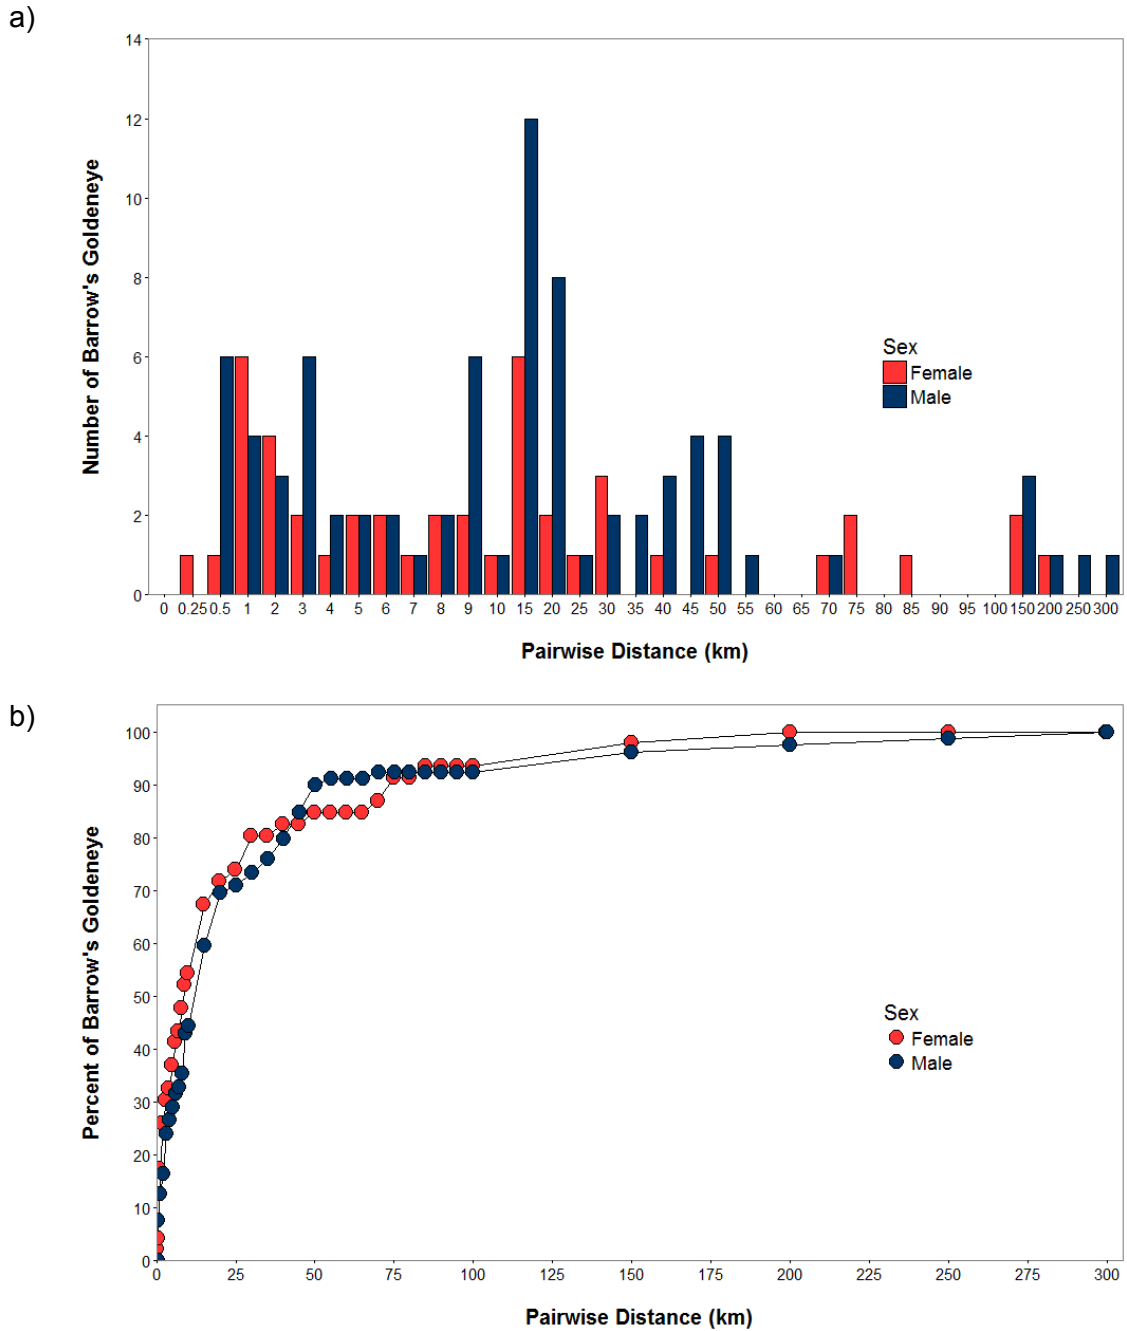 a)
14
12
10
8
6
4
2
0
Number of Barrow's Goldeneye
Sex
Female
Male
0 0.25 0.5 1 2 3 4 5 6 7 8 9 10 15 20 25 30 35 40 45 50 55 60 65 70 75 80 85 90 95 100 150 200 250 300
Pairwise Distance (km)
b)
100
90
80
70
60
50
40
30
20
10
0
Percent of Barrow's Goldeneye
Sex
Female
Male
0 25 50 75 100 125 150 175 200 225 250 275 300
Pairwise Distance (km)